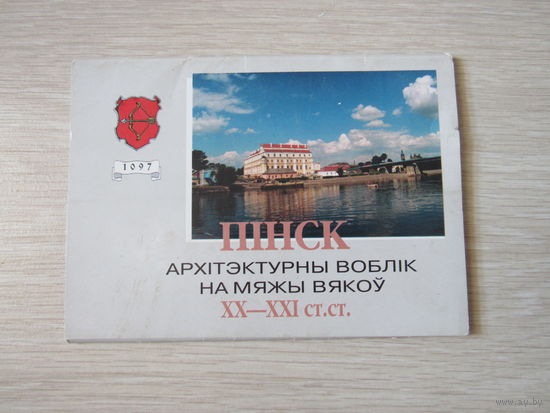 1097
ПІНСК
АРХІТЭКТУРНЫ ВОБЛІК
НА МЯЖЫ ВЯКОЎ
XX—XXI ст.ст.
www.ay.by